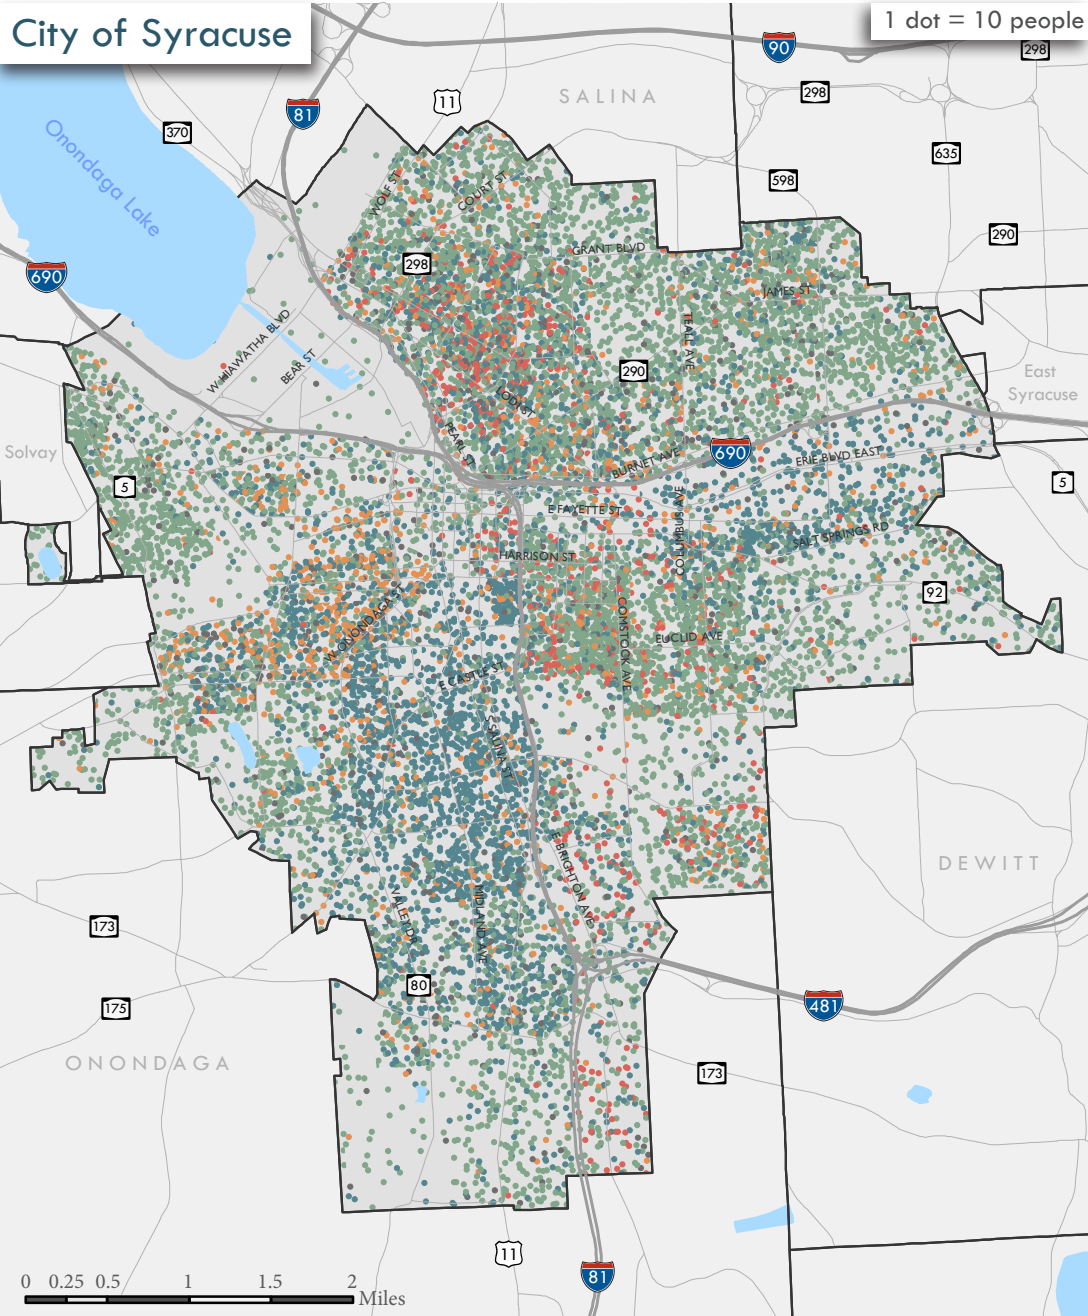 City of Syracuse
1 dot = 10 people
90
298
11
SALINA
298
81
370
635
Onondaga Lake
598
WOLF ST
COURT ST
290
GRANT BLVD
298
690
JAMES ST
W HIAWATHA BLVD
TEALL AVE
BEAR ST
290
East
Syracuse
LODI ST
PEARL ST
Solvay
690
BURNET AVE
ERIE BLVD EAST
5
5
E FAYETTE ST
COLUMBUS AVE
SALT SPRINGS RD
HARRISON ST
92
W ONONDAGA ST
COMSTOCK AVE
EUCLID AVE
E CASTLE ST
S SALINA ST
E BRIGHTON AVE
DEWITT
VALLEY DR
MIDLAND AVE
173
80
175
481
ONONDAGA
173
11
81
0 0.25 0.5 1 1.5 2
Miles